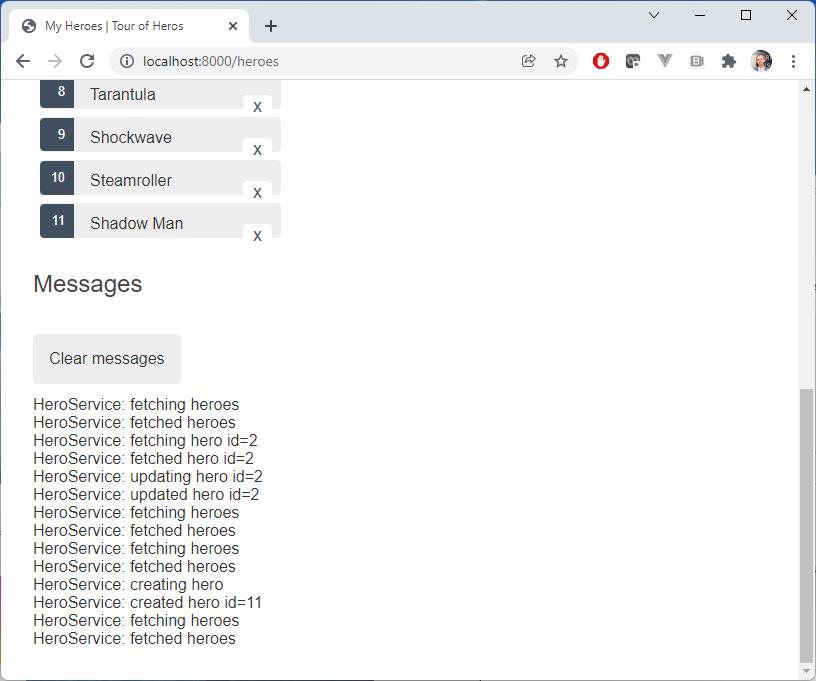 My Heroes | Tour of Heros
localhost:8000/heroes
8 Tarantula x
9 Shockwave x
10 Steamroller x
11 Shadow Man x
Messages
Clear messages
HeroService: fetching heroes
HeroService: fetched heroes
HeroService: fetching hero id=2
HeroService: fetched hero id=2
HeroService: updating hero id=2
HeroService: updated hero id=2
HeroService: fetching heroes
HeroService: fetched heroes
HeroService: fetching heroes
HeroService: fetched heroes
HeroService: creating hero
HeroService: created hero id=11
HeroService: fetching heroes
HeroService: fetched heroes